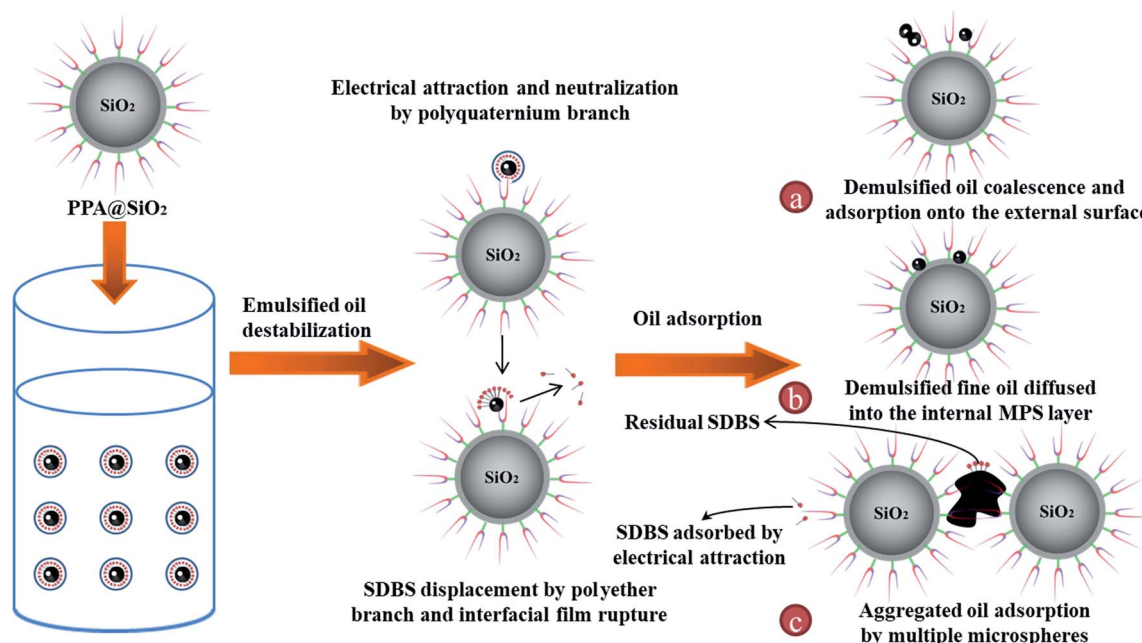 SiO2
PPA@SiO2
Emulsified oil
destabilization
Electrical attraction and neutralization
by polyquaternium branch
SiO2
SiO2
SDBS displacement by polyether
branch and interfacial film rupture
Oil adsorption
SiO2
a
Demulsified oil coalescence and
adsorption onto the external surface
SiO2
b
Demulsified fine oil diffused
into the internal MPS layer
Residual SDBS
SiO2
SiO2
SDBS adsorbed by
electrical attraction
c
Aggregated oil adsorption
by multiple microspheres